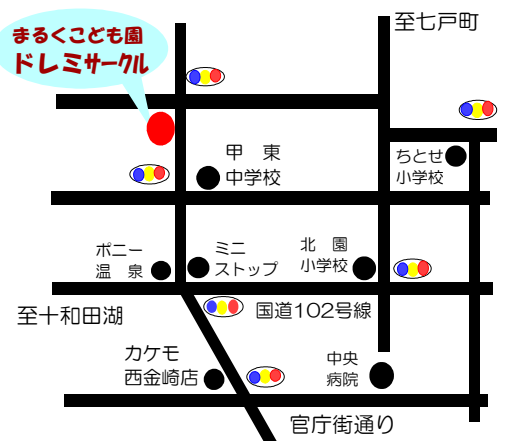 まるくこども園
ドレミサークル
至七戸町
甲　東
中学校
ちとせ
小学校
ポニー
温　泉
ミニ
ストップ
北　園
小学校
至十和田湖
国道102号線
カケモ
西金崎店
中央
病院
官庁街通り